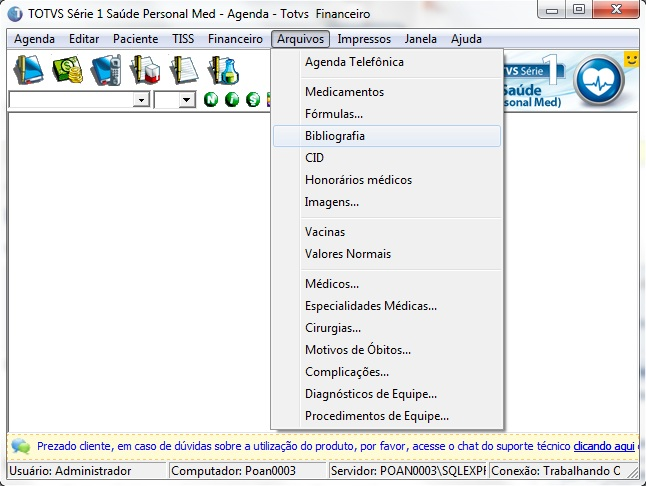 TOTVS Série 1 Saúde Personal Med - Agenda - Totvs Financeiro
Agenda Editar Paciente TISS Financeiro Arquivos Impressos Janela Ajuda
Agenda Telefônica
Medicamentos
Fórmulas...
Bibliografia
CID
Honorários médicos
Imagens...
Vacinas
Valores Normais
Médicos...
Especialidades Médicas...
Cirurgias...
Motivos de Óbitos...
Complicações...
Diagnósticos de Equipe...
Procedimentos de Equipe...
N F S
VS Série 1
Saúde
sonal Med)
Prezado cliente, em caso de dúvidas sobre a utilização do produto, por favor, acesse o chat do suporte técnico clicando aqui
Usuário: Administrador Computador: Poan0003 Servidor: POAN0003\SQLEXPF Conexão: Trabalhando O